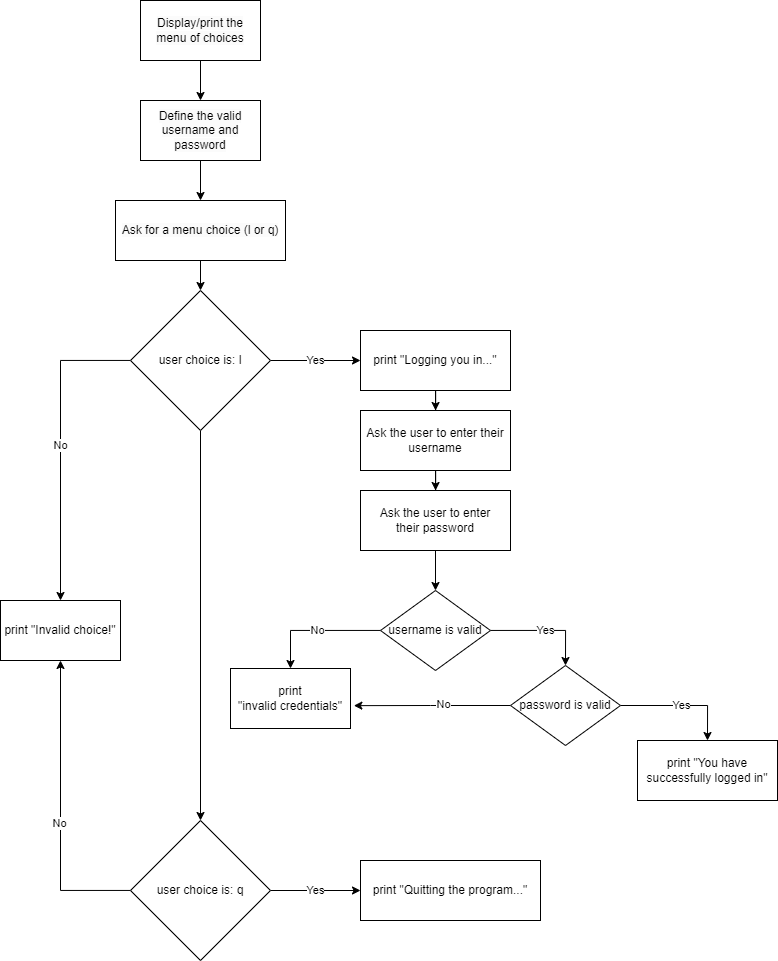 Display/print the
menu of choices
Define the valid
username and
password
Ask for a menu choice (l or q)
user choice is: l
Yes
print "Logging you in..."
Ask the user to enter their
username
No
Ask the user to enter
their password
print "Invalid choice!"
username is valid
No
Yes
print
"invalid credentials"
No
password is valid
Yes
print "You have
successfully logged in"
No
user choice is: q
Yes
print "Quitting the program..."